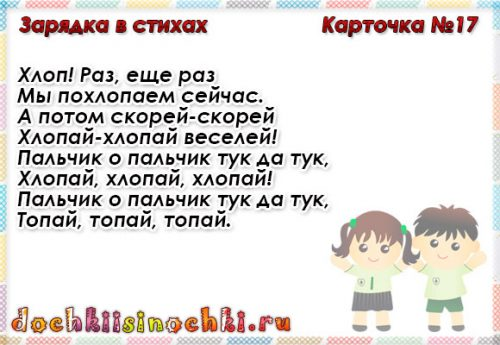 Зарядка в стихах Карточка №17
Хлоп! Раз, еще раз
Мы похлопаем сейчас.
А потом скорей-скорей
Хлопай-хлопай веселей!
Пальчик о пальчик тук да тук,
Хлопай, хлопай, хлопай!
Пальчик о пальчик тук да тук,
Топай, топай, топай.
dochkiisinochki.ru